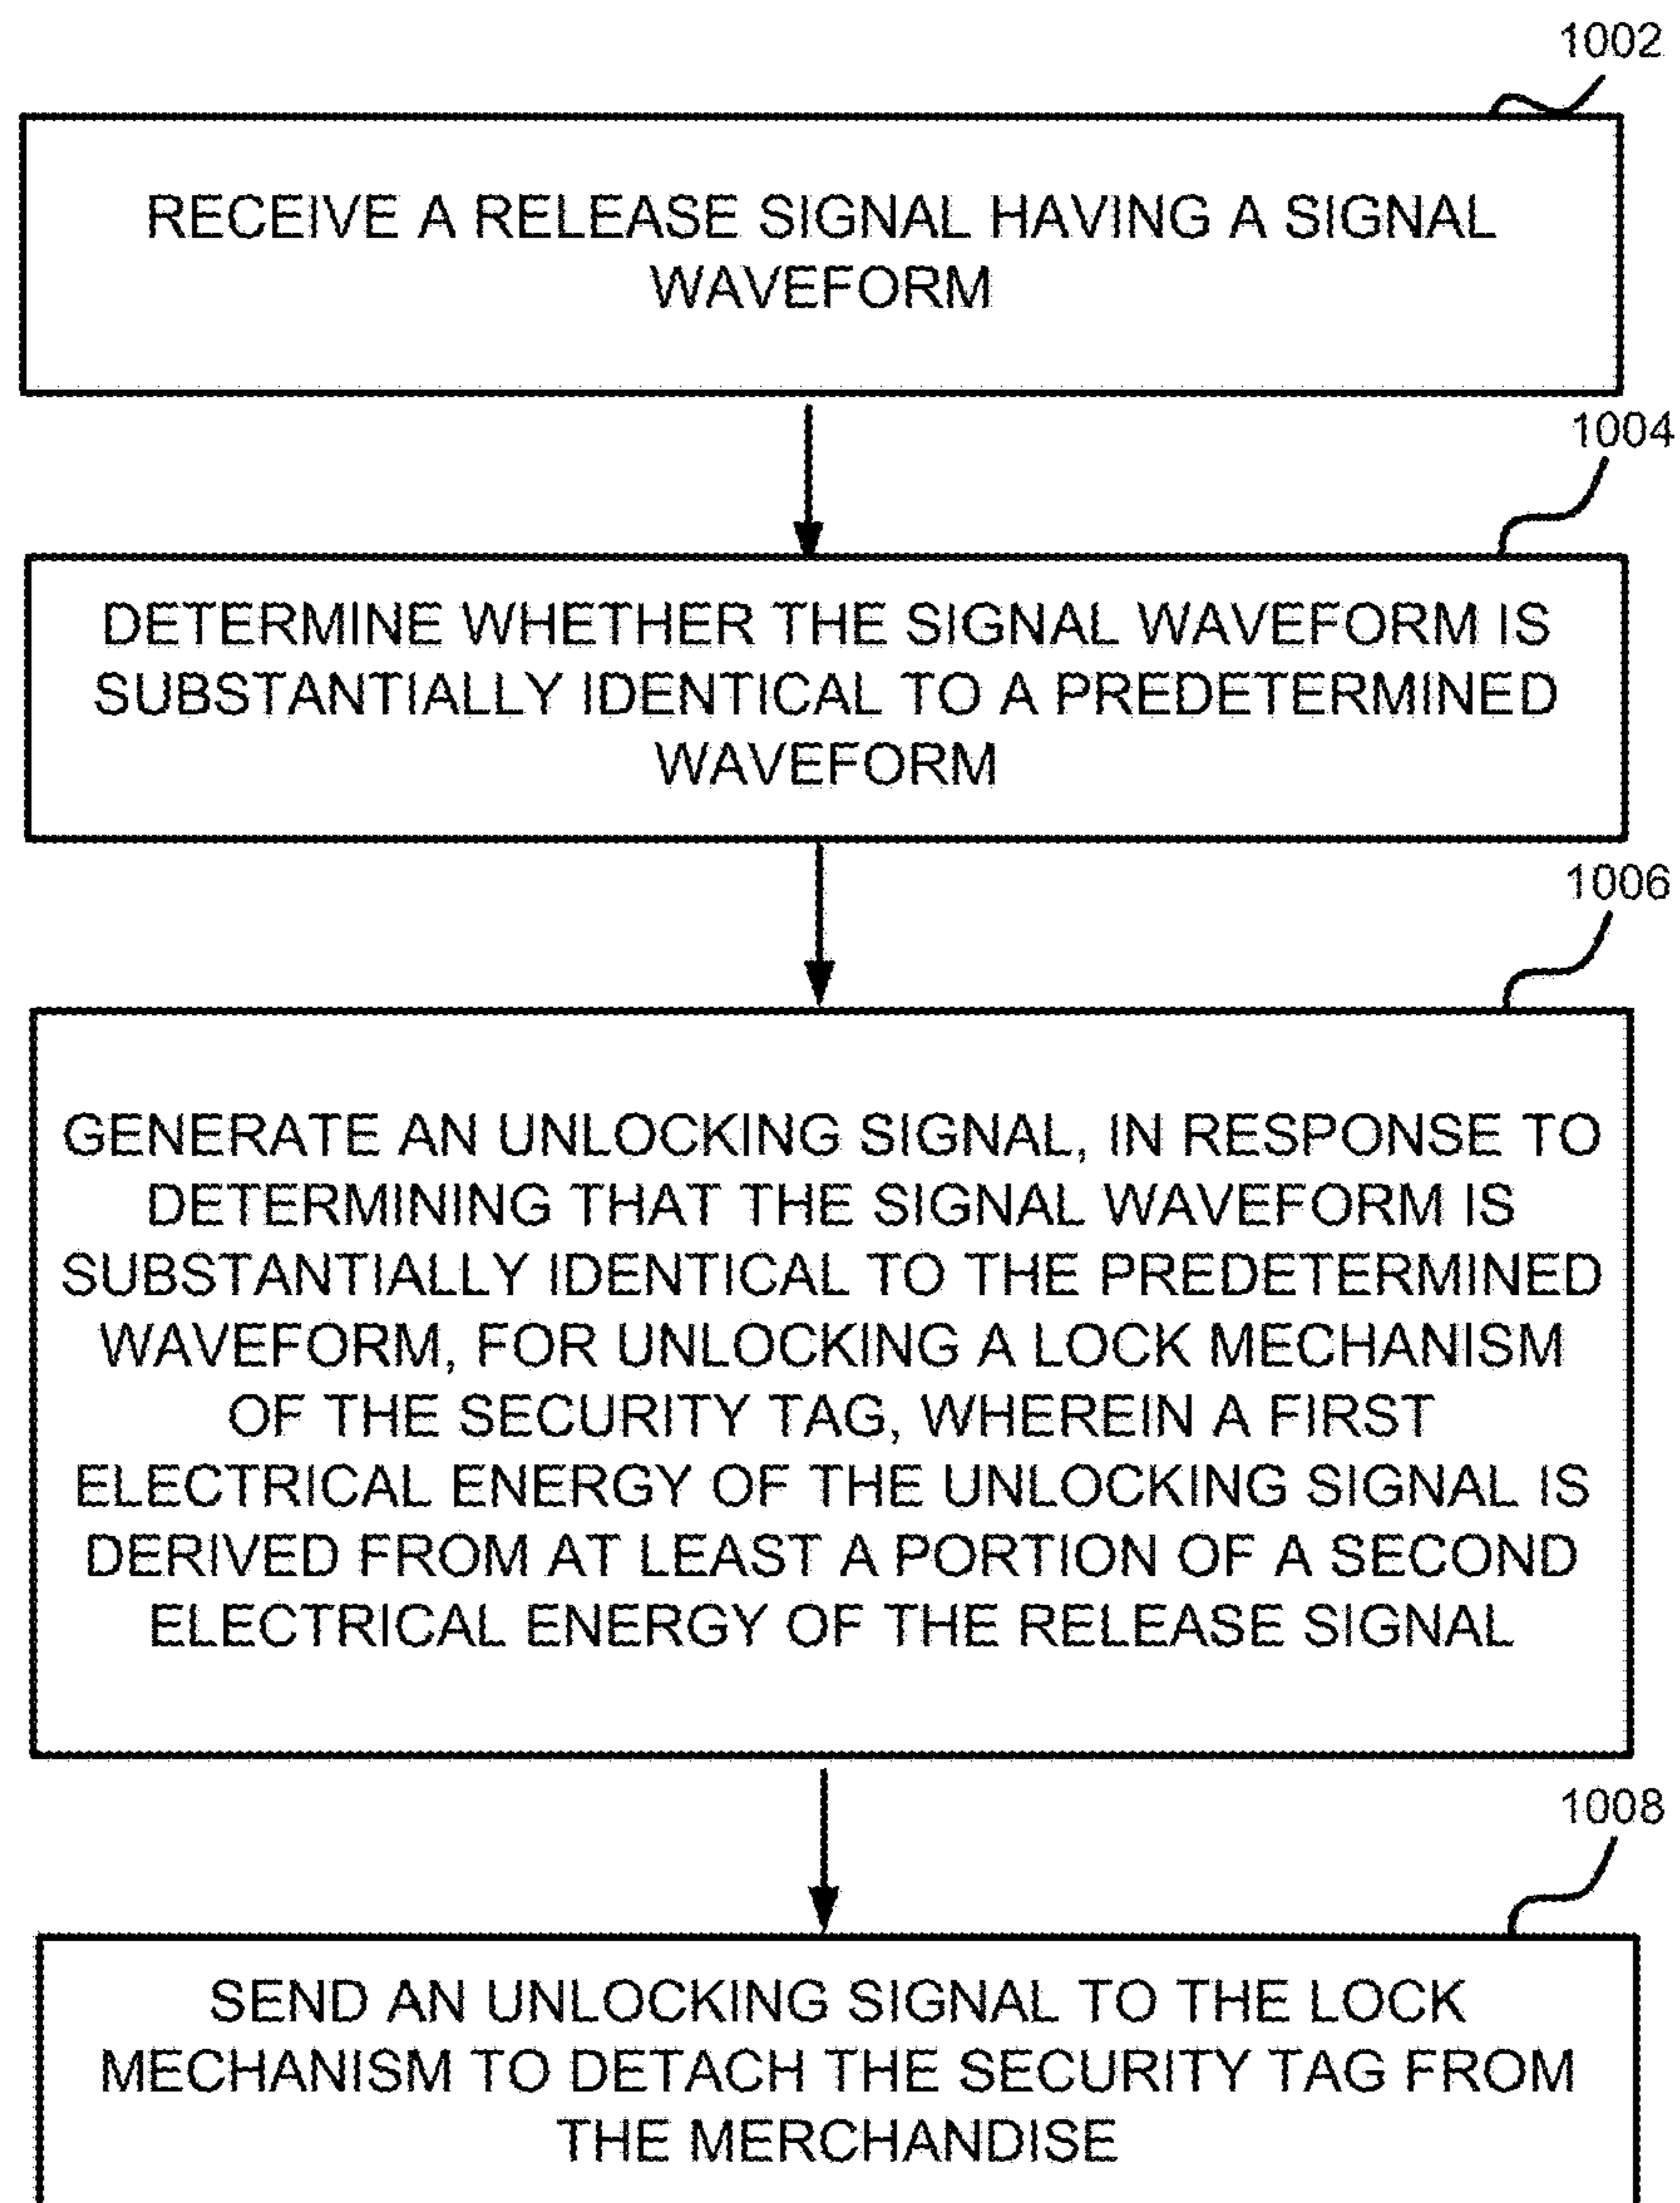 1002
RECEIVE A RELEASE SIGNAL HAVING A SIGNAL
WAVEFORM
1004
DETERMINE WHETHER THE SIGNAL WAVEFORM IS
SUBSTANTIALLY IDENTICAL TO A PREDETERMINED
WAVEFORM
1006
GENERATE AN UNLOCKING SIGNAL, IN RESPONSE TO
DETERMINING THAT THE SIGNAL WAVEFORM IS
SUBSTANTIALLY IDENTICAL TO THE PREDETERMINED
WAVEFORM, FOR UNLOCKING A LOCK MECHANISM
OF THE SECURITY TAG, WHEREIN A FIRST
ELECTRICAL ENERGY OF THE UNLOCKING SIGNAL IS
DERIVED FROM AT LEAST A PORTION OF A SECOND
ELECTRICAL ENERGY OF THE RELEASE SIGNAL
1008
SEND AN UNLOCKING SIGNAL TO THE LOCK
MECHANISM TO DETACH THE SECURITY TAG FROM
THE MERCHANDISE